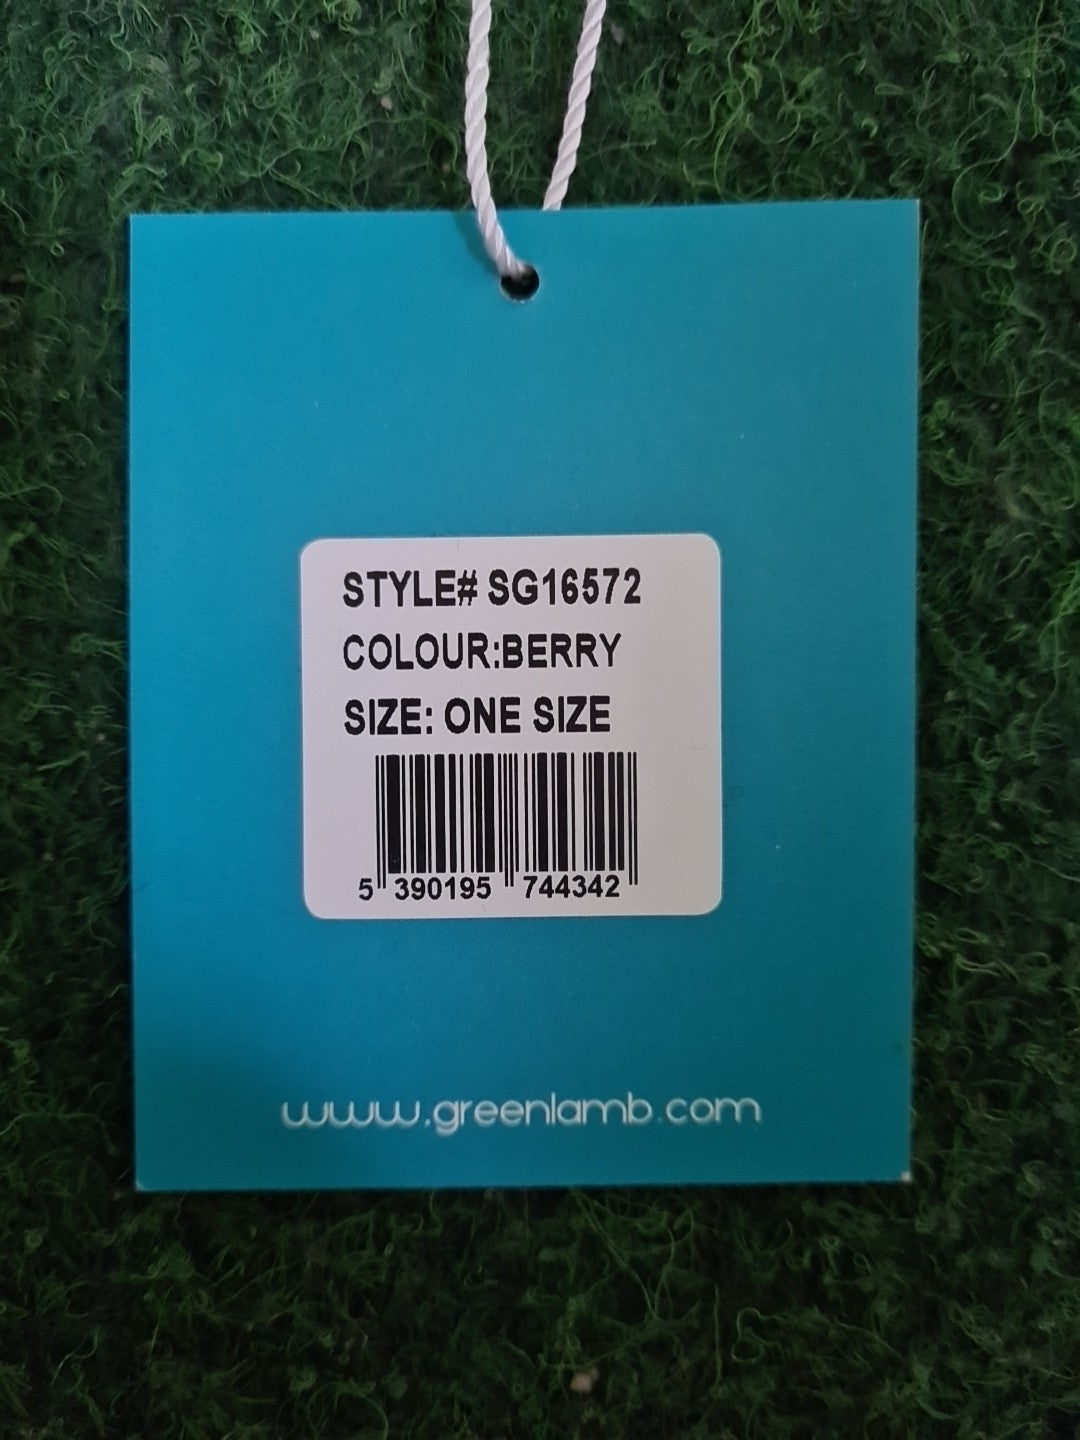 STYLE# SG16572
COLOUR:BERRY
SIZE: ONE SIZE
5 390195 744342
www.greenlamb.com